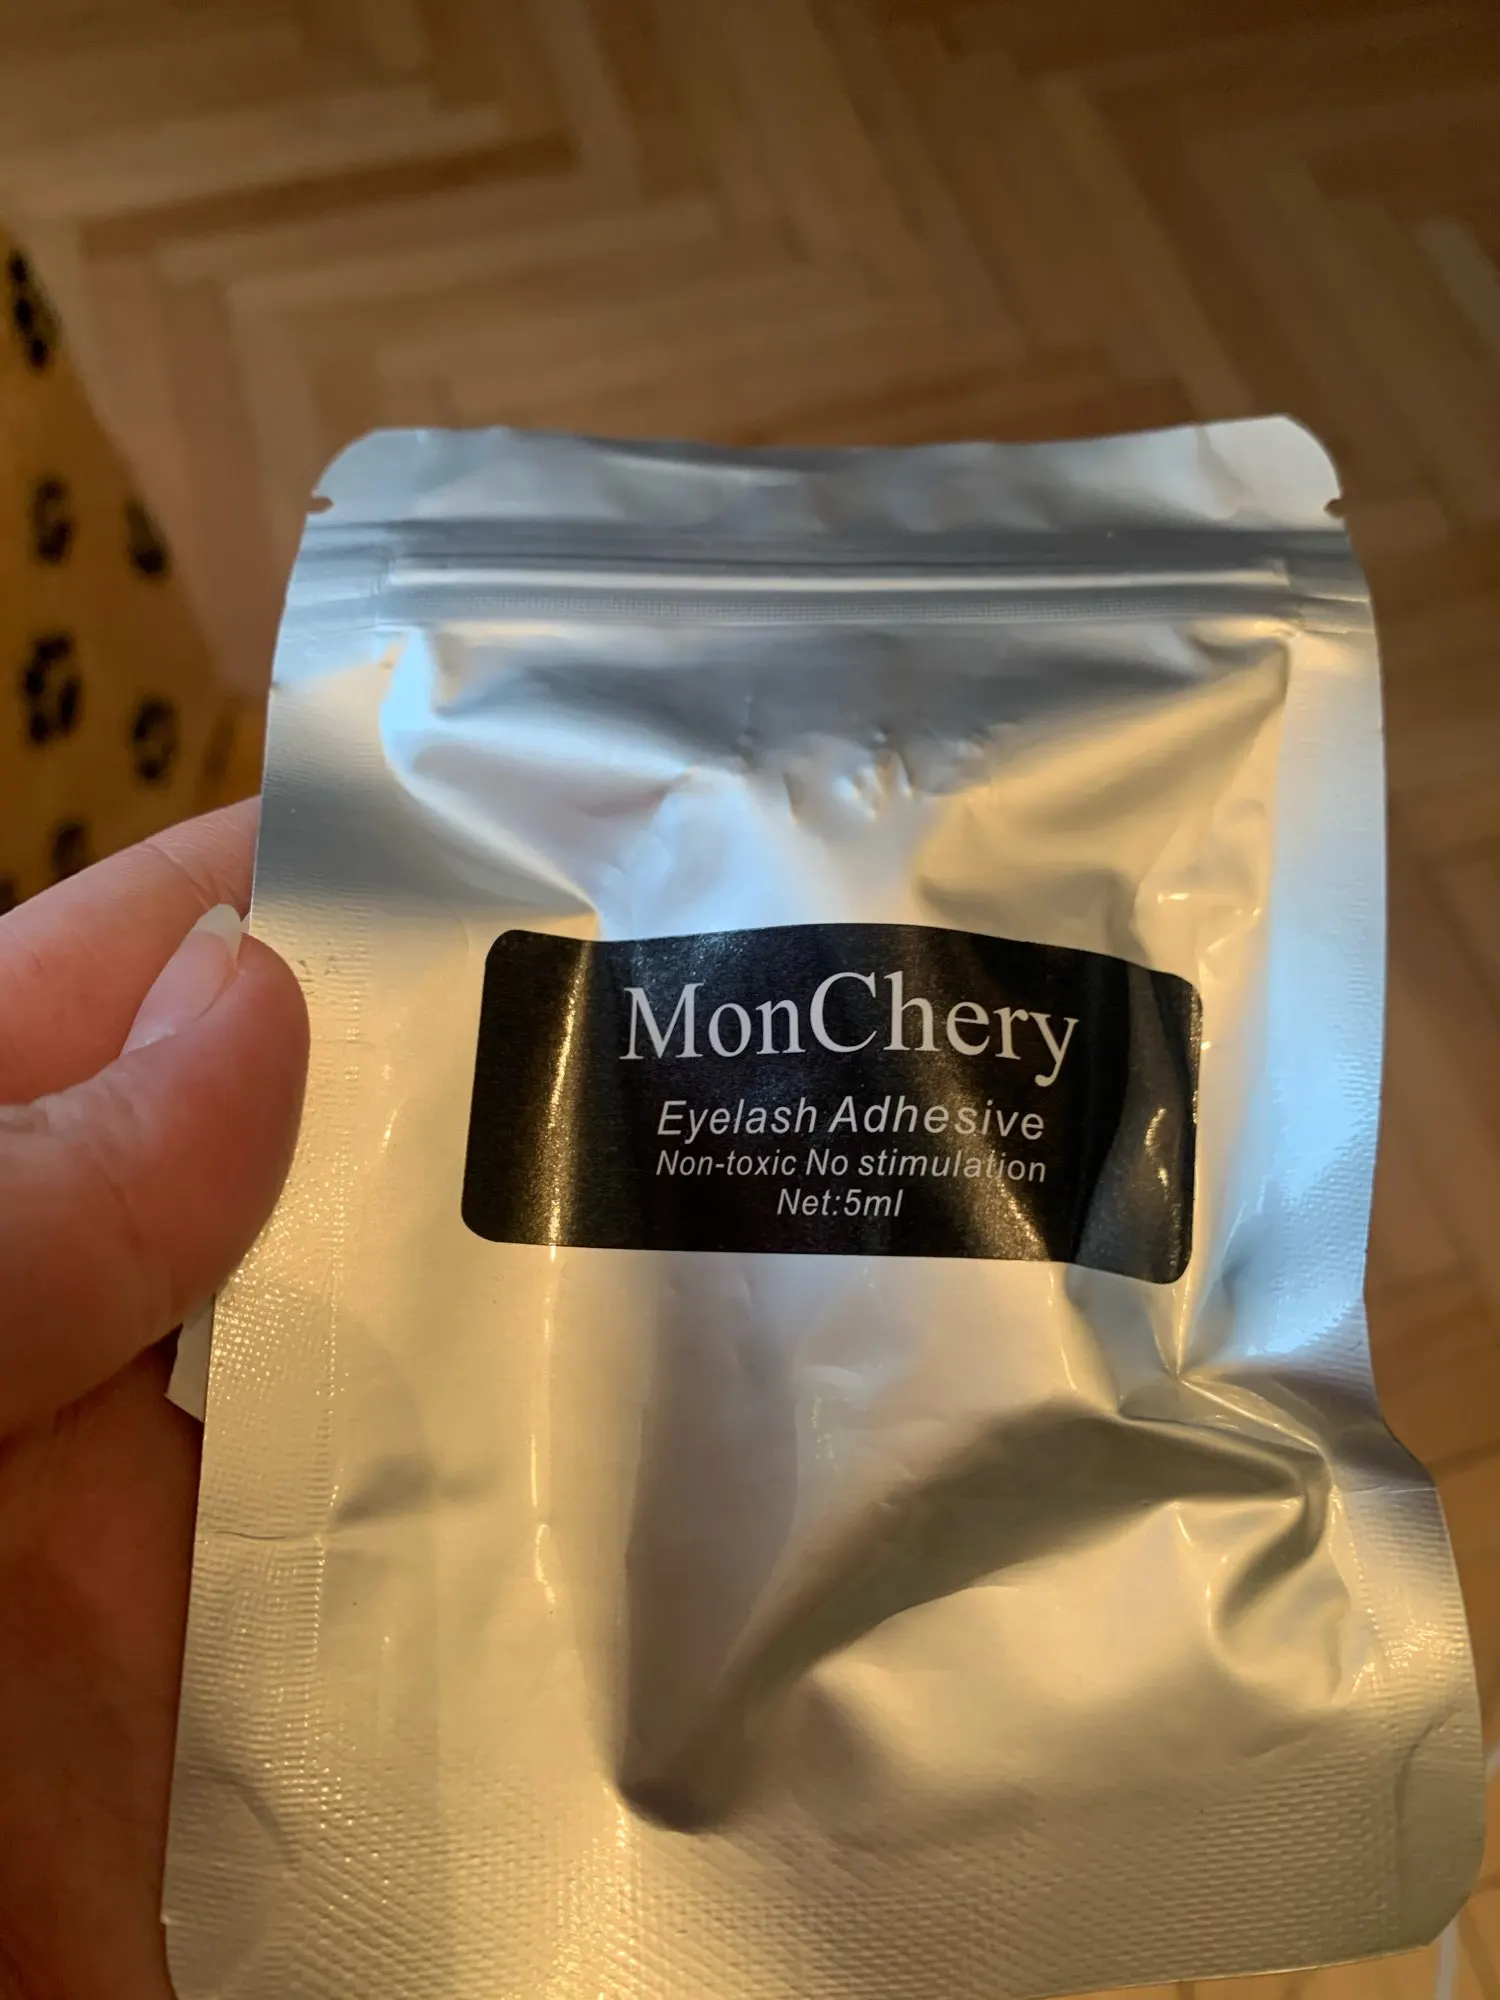 MonChery
Eyelash Adhesive
Non-toxic No stimulation
Net:5ml